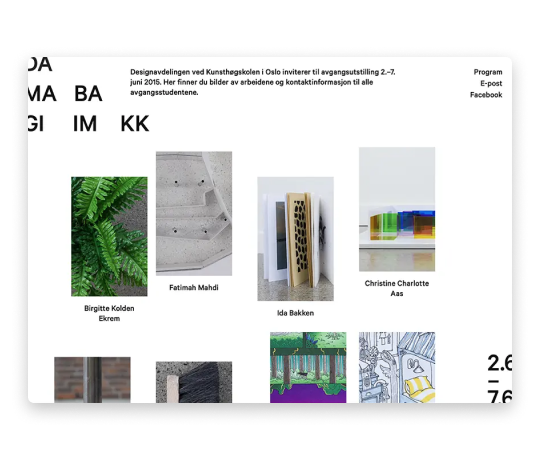 DA
MA BA
GI IM KK
Designavdelingen ved Kunsthøgskolen i Oslo inviterer til avgangsutstilling 2.–7.
juni 2015. Her finner du bilder av arbeidene og kontaktinformasjon til alle
avgangsstudentene.
Program
E-post
Facebook
Birgitte Kolden
Ekrem
Fatimah Mahdi
Ida Bakken
Christine Charlotte
Aas
2.6
–
7.6